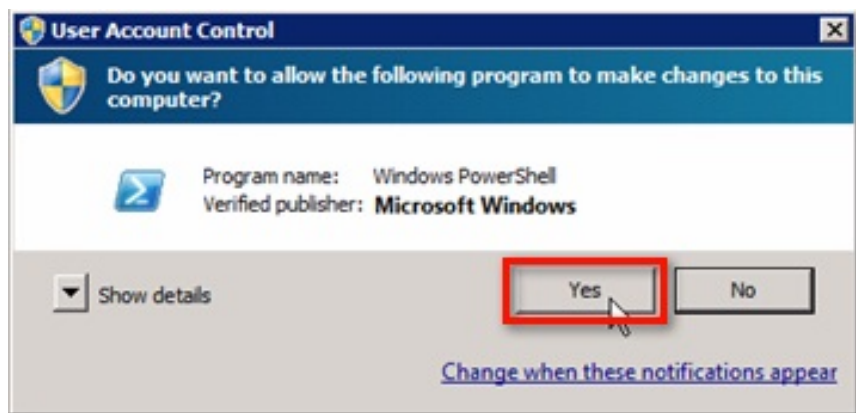 User Account Control
Do you want to allow the following program to make changes to this
computer?
Program name: Windows PowerShell
Verified publisher: Microsoft Windows
Show details
Yes
No
Change when these notifications appear